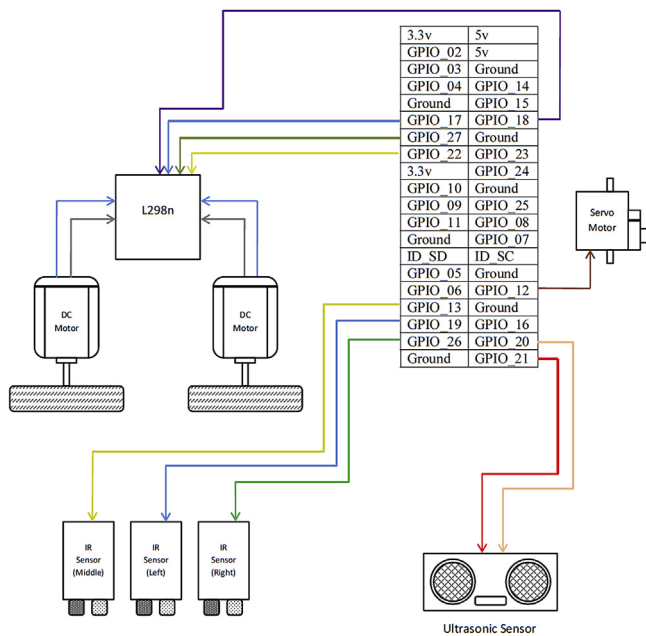 3.3v 5v
GPIO_02 5v
GPIO_03 Ground
GPIO_04 GPIO_14
Ground GPIO_15
GPIO_17 GPIO_18
GPIO_27 Ground
GPIO_22 GPIO_23
3.3v GPIO_24
GPIO_10 Ground
GPIO_09 GPIO_25
GPIO_11 GPIO_08
Ground GPIO_07
ID_SD ID_SC
GPIO_05 Ground
GPIO_06 GPIO_12
GPIO_13 Ground
GPIO_19 GPIO_16
GPIO_26 GPIO_20
Ground GPIO_21
L298n
Servo
Motor
DC
Motor
DC
Motor
IR
Sensor
(Middle)
IR
Sensor
(Left)
IR
Sensor
(Right)
Ultrasonic Sensor